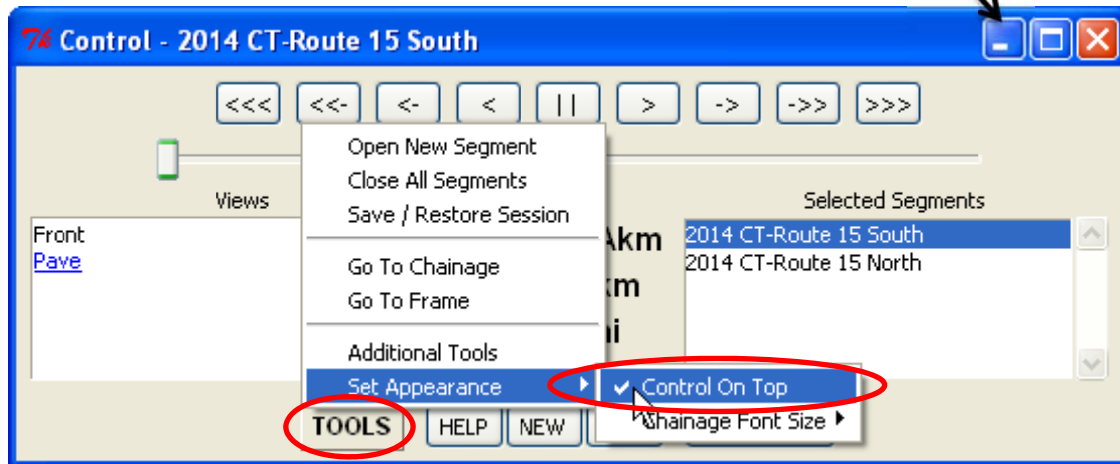 7k Control - 2014 CT-Route 15 South
<<< <<- <- < || > -> ->> >>>
Open New Segment
Close All Segments
Save / Restore Session
Go To Chainage
Go To Frame
Additional Tools
Set Appearance
Control On Top
Chainage Font Size
Views
Front
Pave
km
Selected Segments
2014 CT-Route 15 South
2014 CT-Route 15 North
TOOLS HELP NEW